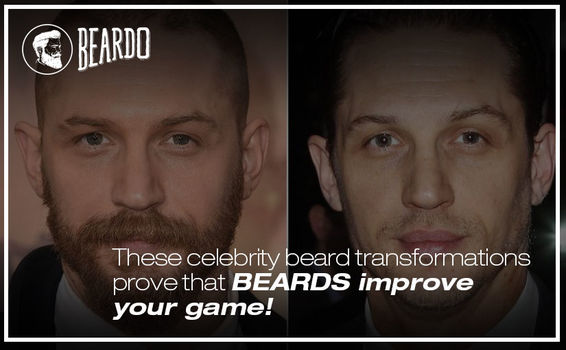 BEARDO
These celebrity beard transformations
prove that BEARDS improve
your game!